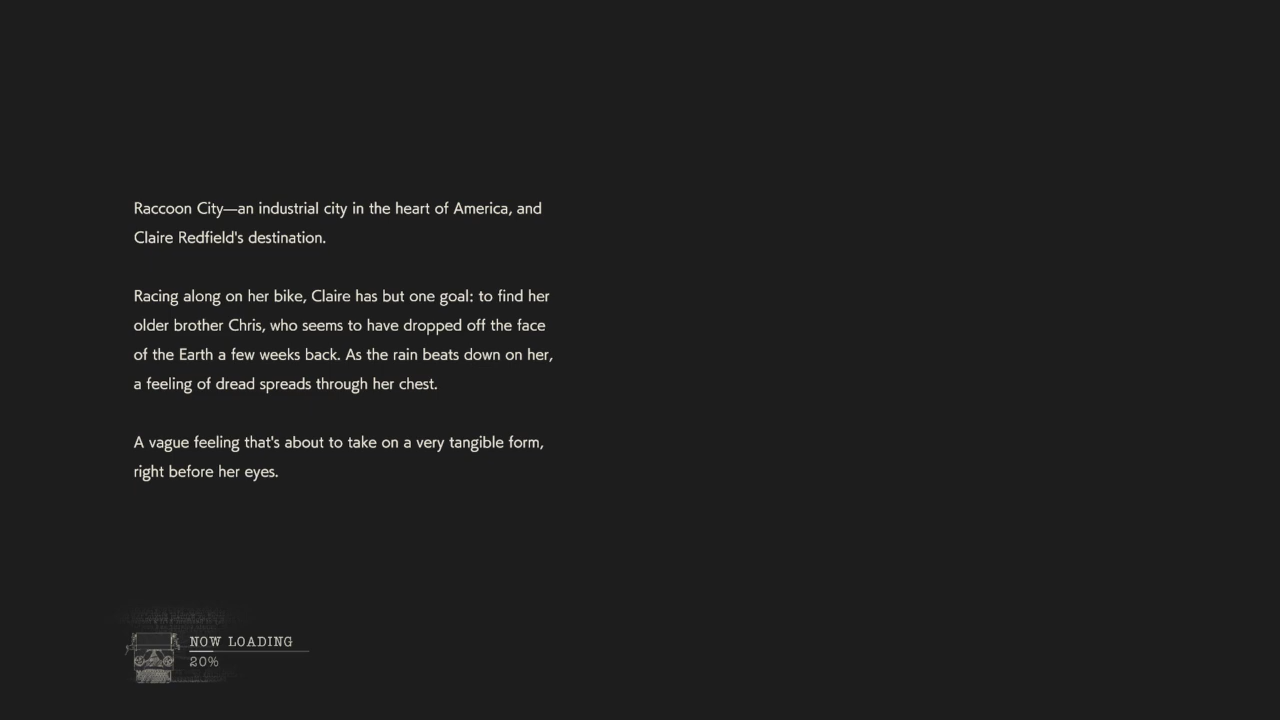 Raccoon City—an industrial city in the heart of America, and
Claire Redfield's destination.
Racing along on her bike, Claire has but one goal: to find her
older brother Chris, who seems to have dropped off the face
of the Earth a few weeks back. As the rain beats down on her,
a feeling of dread spreads through her chest.
A vague feeling that's about to take on a very tangible form,
right before her eyes.
NOW LOADING
20%